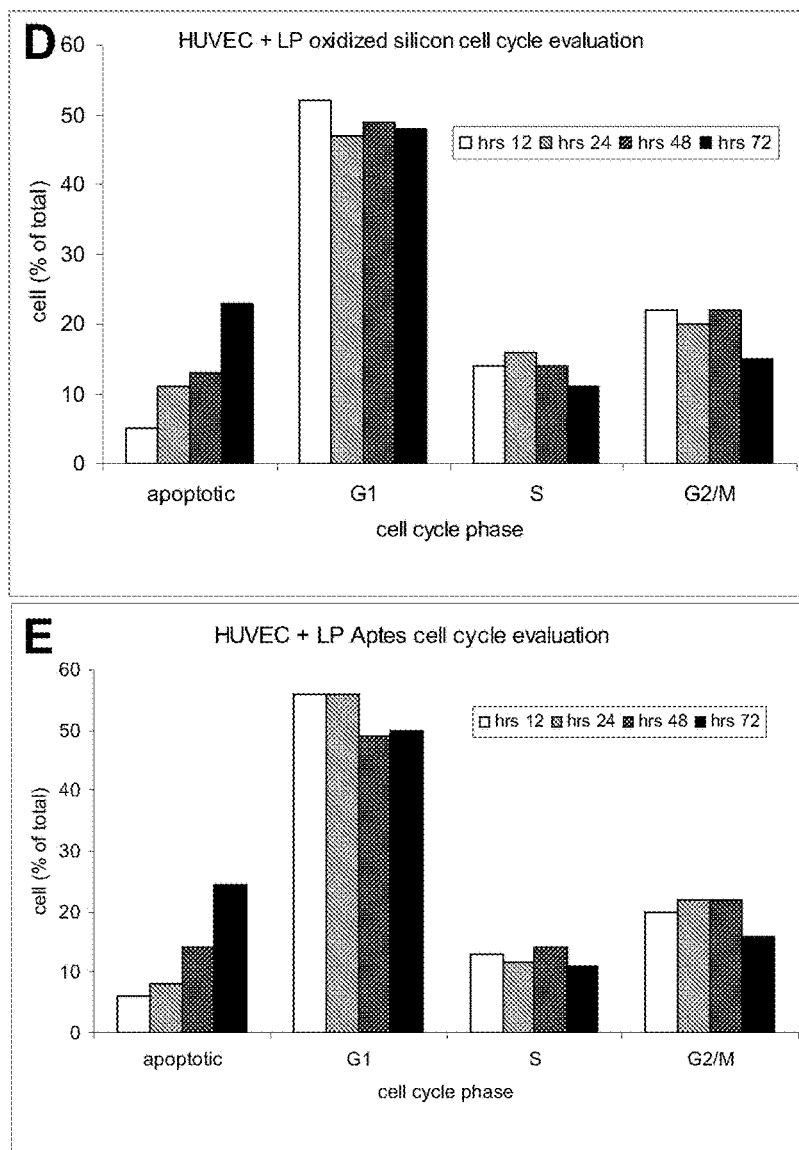 D
HUVEC + LP oxidized silicon cell cycle evaluation
60
50
40
30
20
10
0
cell (% of total)
hrs 12 hrs 24 hrs 48 hrs 72
apoptotic G1 S G2/M
cell cycle phase
E
HUVEC + LP Aptes cell cycle evaluation
60
50
40
30
20
10
0
cell (% of total)
hrs 12 hrs 24 hrs 48 hrs 72
apoptotic G1 S G2/M
cell cycle phase